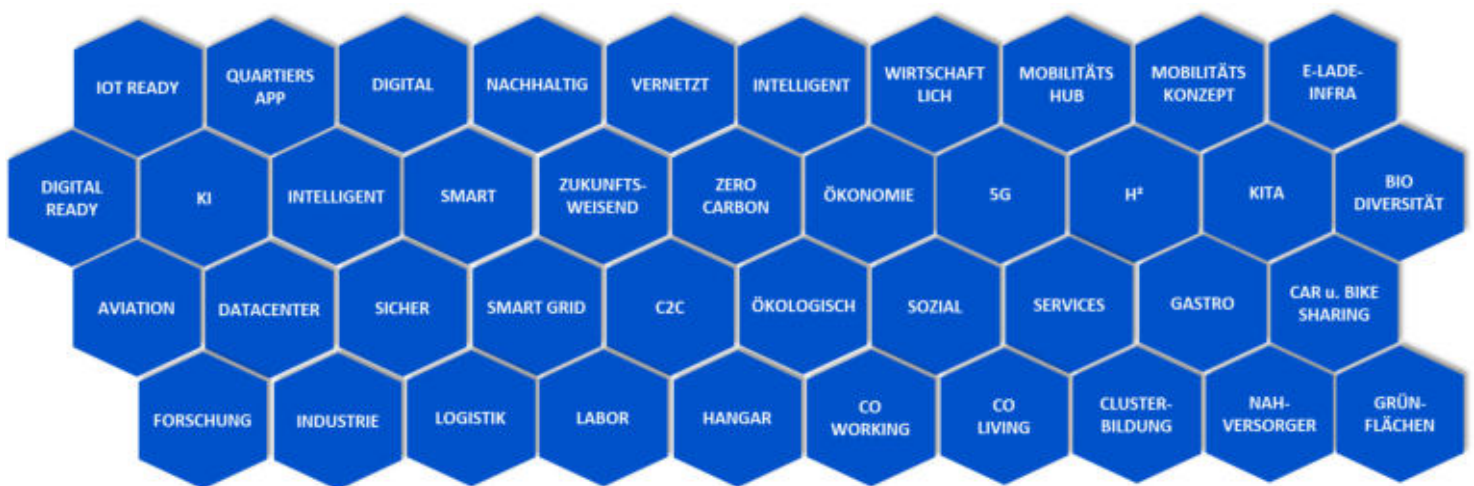 IOT READY
QUARTIERS
APP
DIGITAL
NACHHALTIG
VERNETZT
INTELLIGENT
WIRTSCHAFT
LICH
MOBILITÄTS
HUB
MOBILITÄTS
KONZEPT
E-LADE-
INFRA
DIGITAL
READY
KI
INTELLIGENT
SMART
ZUKUNFTS-
WEISEND
ZERO
CARBON
ÖKONOMIE
5G
H²
KITA
BIO
DIVERSITÄT
AVIATION
DATACENTER
SICHER
SMART GRID
C2C
ÖKOLOGISCH
SOZIAL
SERVICES
GASTRO
CAR u. BIKE
SHARING
FORSCHUNG
INDUSTRIE
LOGISTIK
LABOR
HANGAR
CO
WORKING
CO
LIVING
CLUSTER-
BILDUNG
NAH-
VERSORGER
GRÜN-
FLÄCHEN